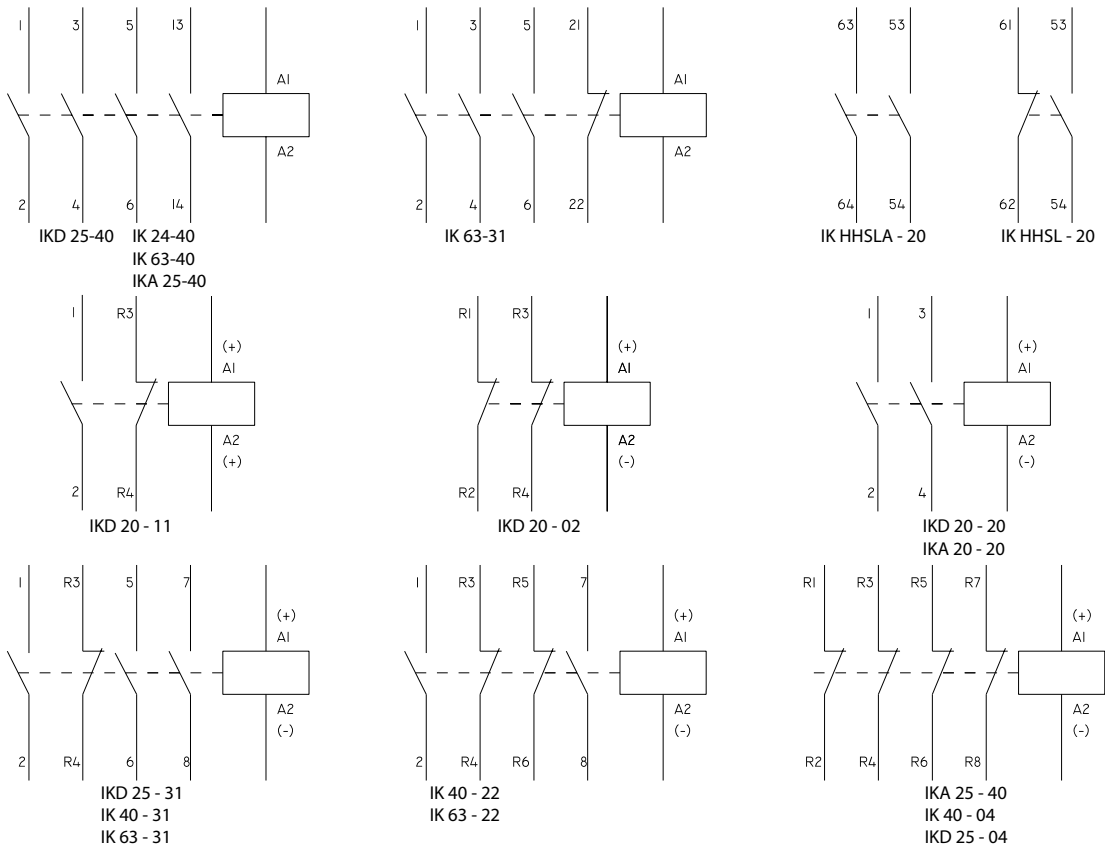 1 3 5 13
A1
A2
2 4 6 14
IKD 25-40 IK 24-40
IK 63-40
IKA 25-40
1 3 5 21
A1
A2
2 4 6 22
IK 63-31
63 53
64 54
IK HHSLA - 20
61 53
62 54
IK HHSL - 20
1 R3
(+)
A1
A2
(+)
2 R4
IKD 20 - 11
R1 R3
(+)
A1
A2
(-)
R2 R4
IKD 20 - 02
1 3
(+)
A1
A2
(-)
2 4
IKD 20 - 20
IKA 20 - 20
1 R3 5 7
(+)
A1
A2
(-)
2 R4 6 8
IKD 25 - 31
IK 40 - 31
IK 63 - 31
1 R3 R5 7
(+)
A1
A2
(-)
2 R4 R6 8
IK 40 - 22
IK 63 - 22
R1 R3 R5 R7
(+)
A1
A2
(-)
R2 R4 R6 R8
IKA 25 - 40
IK 40 - 04
IKD 25 - 04